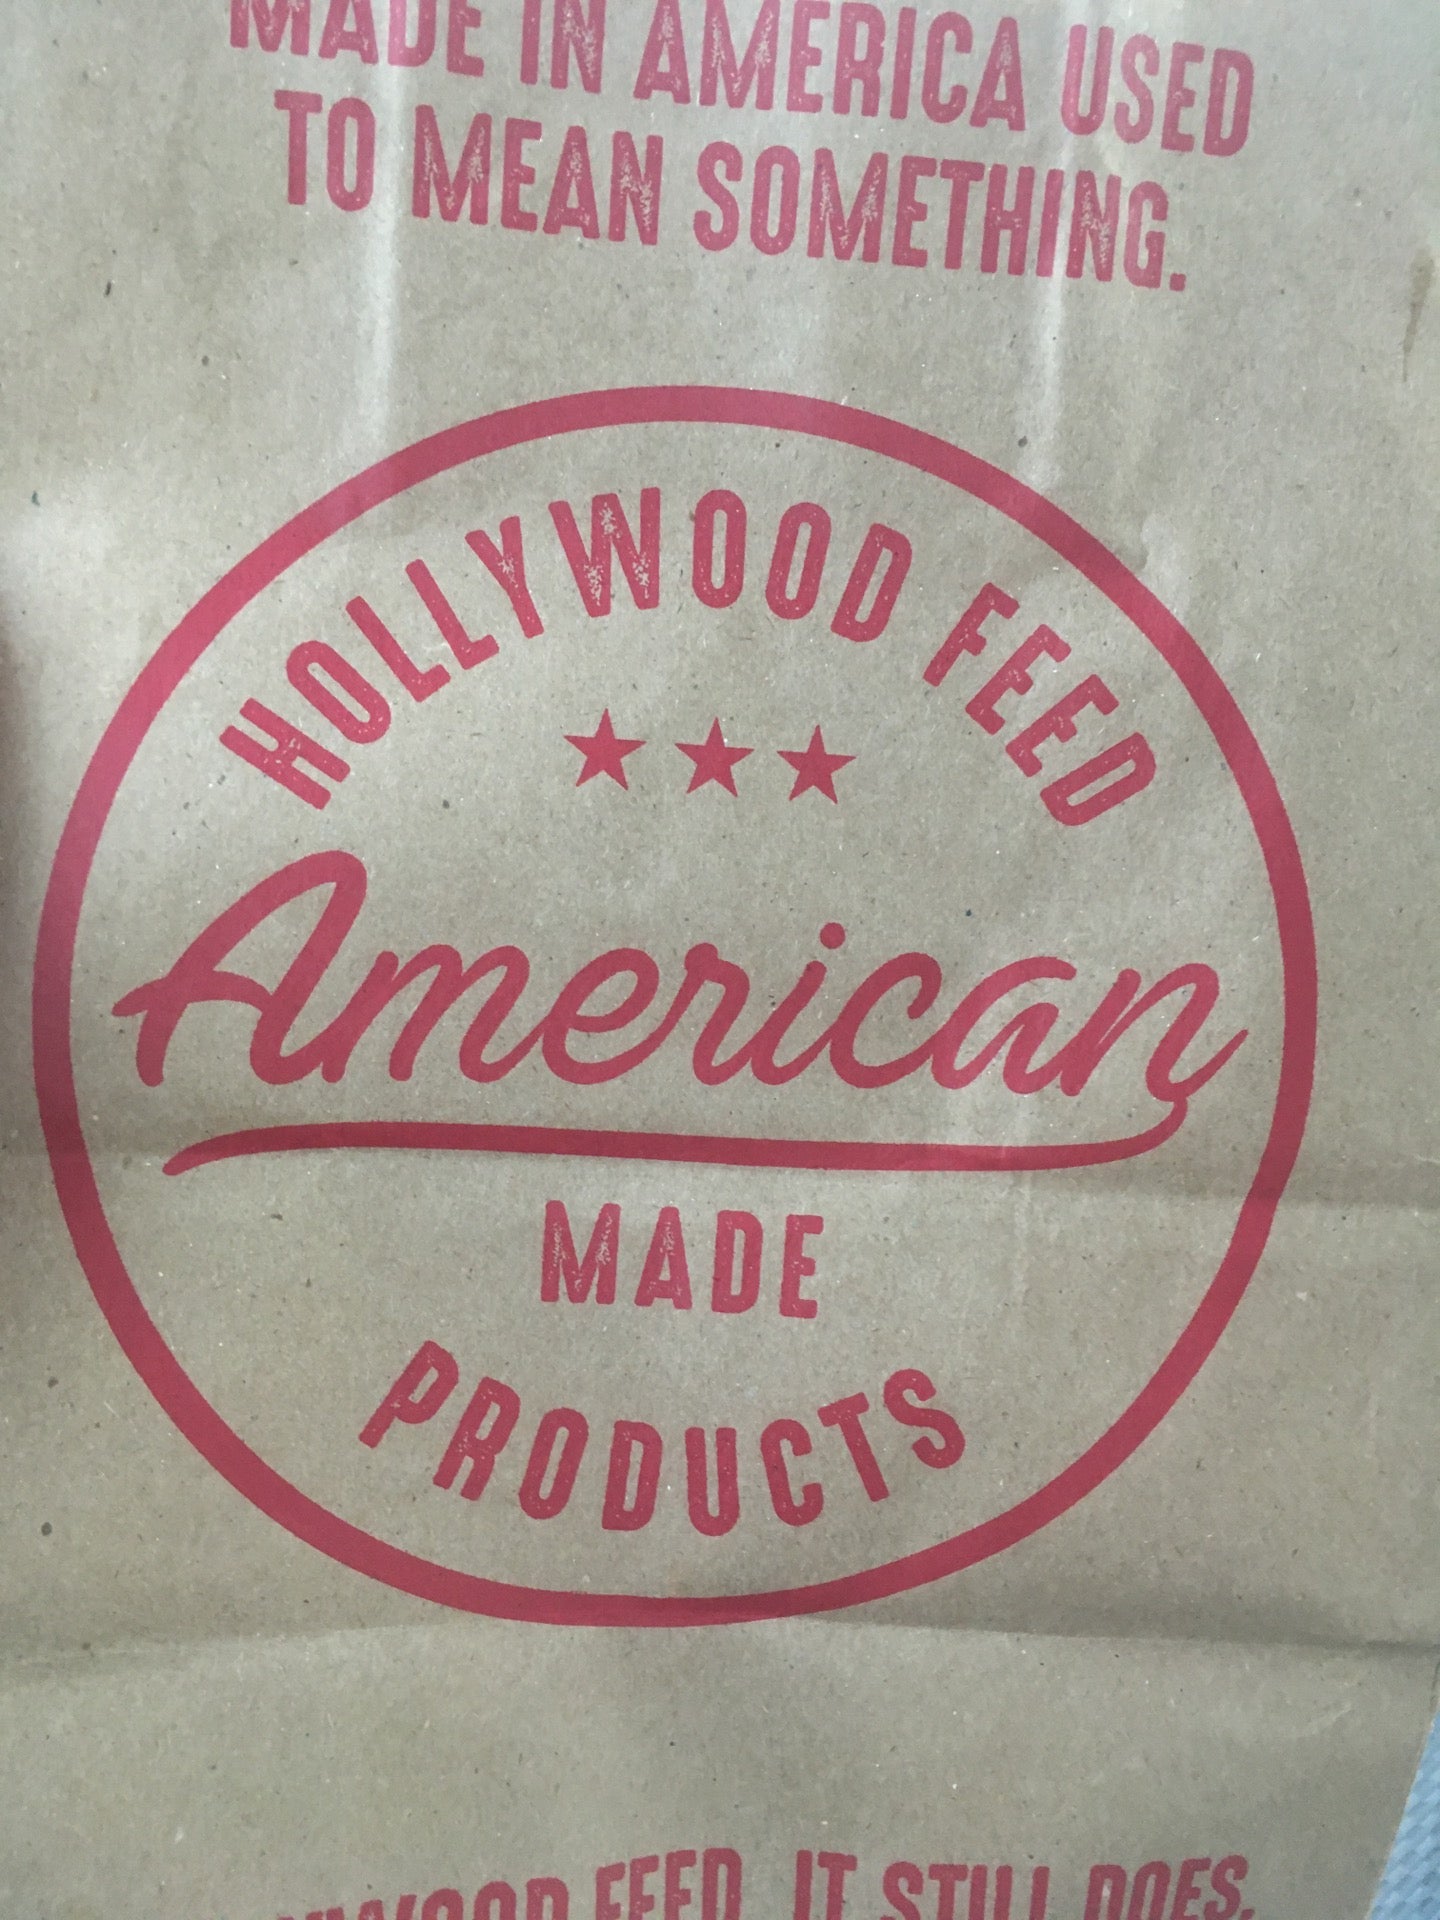 MADE IN AMERICA USED
TO MEAN SOMETHING.
HOLLYWOOD FEED
American
MADE
PRODUCTS
FEED, IT STILL DOES.